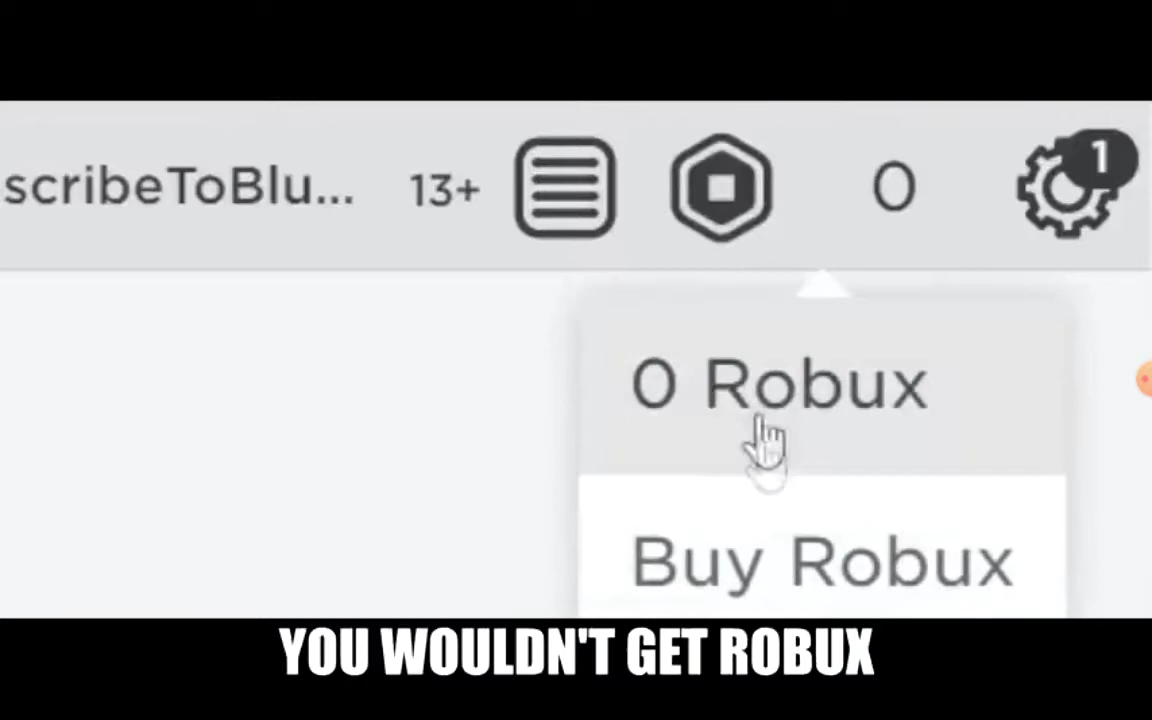 scribeToBlu... 13+ 0 1
0 Robux
Buy Robux
YOU WOULDN'T GET ROBUX